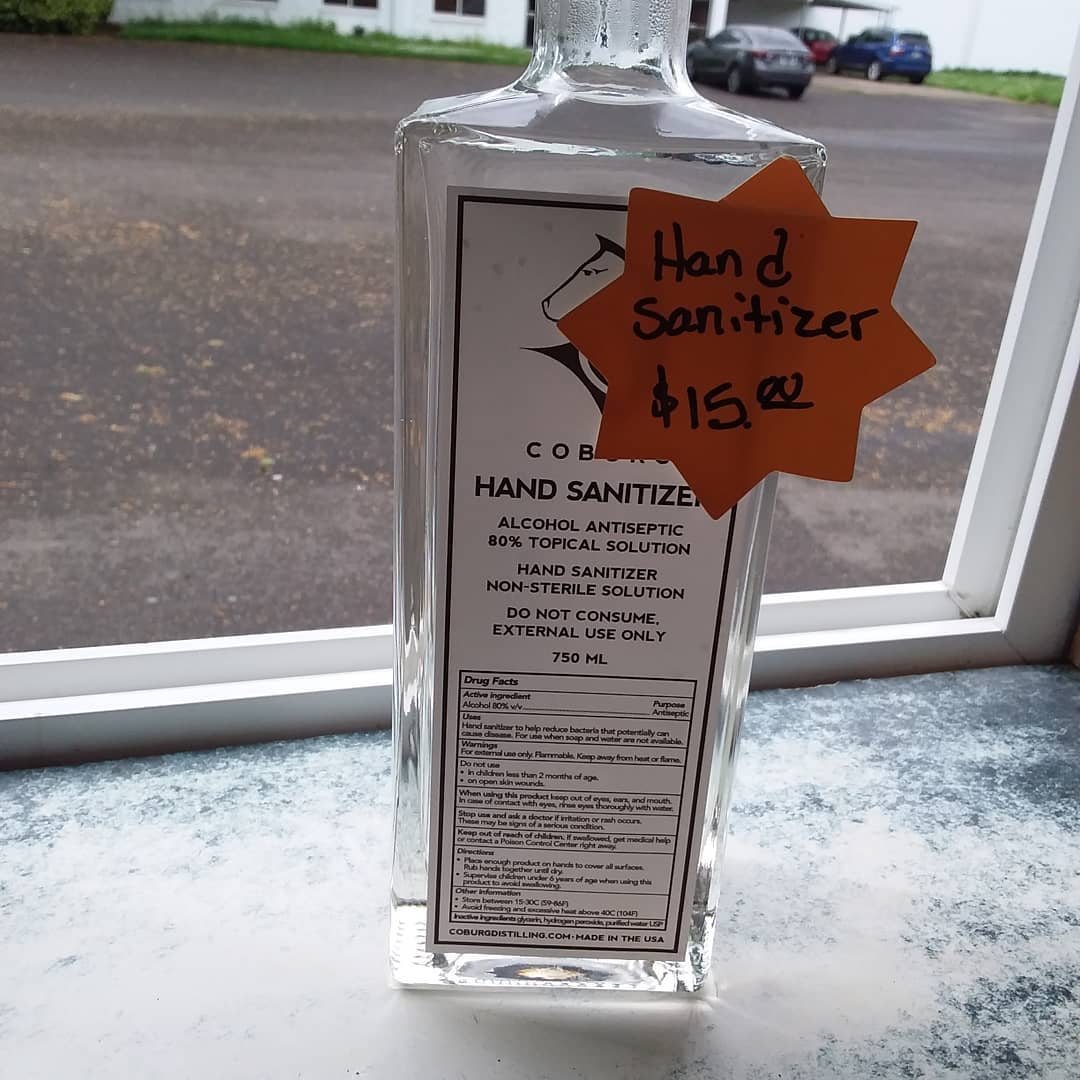 Hand
Sanitizer
$15.00
COBURG
HAND SANITIZER
ALCOHOL ANTISEPTIC
80% TOPICAL SOLUTION
HAND SANITIZER
NON-STERILE SOLUTION
DO NOT CONSUME,
EXTERNAL USE ONLY
750 ML
Drug Facts
Active ingredient Purpose
Alcohol 80% v/v Antiseptic
Uses
Hand sanitizer to help reduce bacteria that potentially can
cause disease. For use when soap and water are not available.
Warnings
For external use only. Flammable. Keep away from heat or flame.
Do not use
• in children less than 2 months of age.
• on open skin wounds.
When using this product keep out of eyes, ears, and mouth.
In case of contact with eyes, rinse eyes thoroughly with water.
Stop use and ask a doctor if irritation or rash occurs.
These may be signs of a serious condition.
Keep out of reach of children. If swallowed, get medical help
or contact a Poison Control Center right away.
Directions
• Place enough product on hands to cover all surfaces.
Rub hands together until dry.
• Supervise children under 6 years of age when using this
product to avoid swallowing.
Other information
• Store between 15-30C (59-86F)
• Avoid freezing and excessive heat above 40C (104F)
Inactive ingredients glycerin, hydrogen peroxide, purified water USP
COBURGDISTILLING.COM • MADE IN THE USA